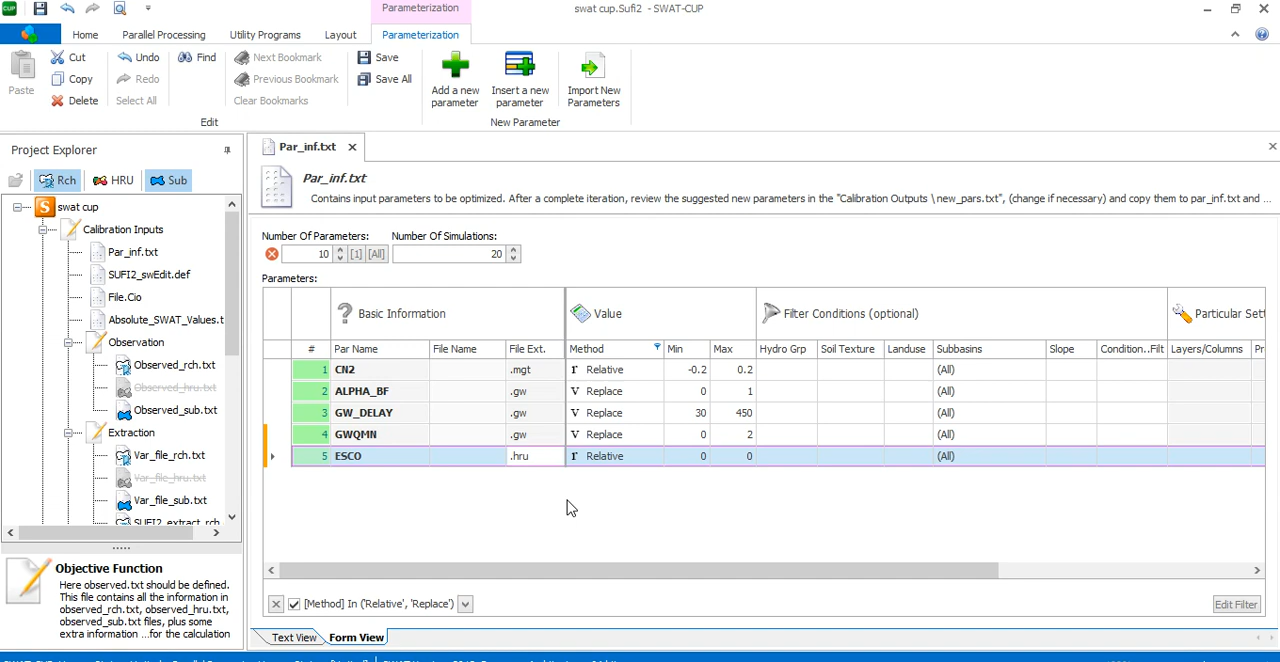 CUP
Parameterization
swat cup.Sufi2 - SWAT-CUP
Home
Parallel Processing
Utility Programs
Layout
Parameterization
Paste
Cut
Copy
Delete
Undo
Redo
Select All
Find
Next Bookmark
Previous Bookmark
Clear Bookmarks
Save
Save All
Add a new parameter
Insert a new parameter
Import New Parameters
Edit
New Parameter
Project Explorer
Rch HRU Sub
swat cup
Calibration Inputs
Par_inf.txt
SUFI2_swEdit.def
File.Cio
Absolute_SWAT_Values.t
Observation
Observed_rch.txt
Observed_hru.txt
Observed_sub.txt
Extraction
Var_file_rch.txt
Var_file_hru.txt
Var_file_sub.txt
SUFI2_extract_rch
Objective Function
Here observed.txt should be defined.
This file contains all the information in
observed_rch.txt, observed_hru.txt,
observed_sub.txt files, plus some
extra information ...for the calculation
Par_inf.txt
Par_inf.txt
Contains input parameters to be optimized. After a complete iteration, review the suggested new parameters in the "Calibration Outputs \new_pars.txt", (change if necessary) and copy them to par_inf.txt and ...
Number Of Parameters: Number Of Simulations:
10 [1] [All] 20
Parameters:
? Basic Information Value Filter Conditions (optional) Particular Set
# Par Name File Name File Ext. Method Min Max Hydro Grp Soil Texture Landuse Subbasins Slope Condition..Filt Layers/Columns Pr
1 CN2 .mgt r Relative -0.2 0.2 (All)
2 ALPHA_BF .gw v Replace 0 1 (All)
3 GW_DELAY .gw v Replace 30 450 (All)
4 GWQMN .gw v Replace 0 2 (All)
5 ESCO .hru r Relative 0 0 (All)
[Method] In ('Relative', 'Replace')
Edit Filter
Text View Form View